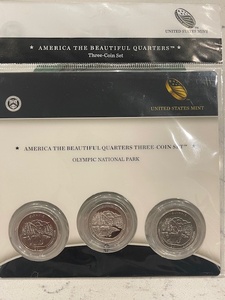 AMERICA THE BEAUTIFUL QUARTERS™
Three-Coin Set
UNITED STATES MINT
UNITED STATES MINT
AMERICA THE BEAUTIFUL QUARTERS THREE-COIN SET™
OLYMPIC NATIONAL PARK